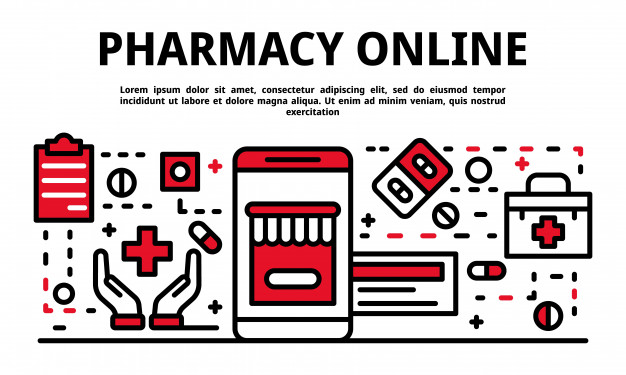 PHARMACY ONLINE
Lorem ipsum dolor sit amet, consectetur adipiscing elit, sed do eiusmod tempor
incididunt ut labore et dolore magna aliqua. Ut enim ad minim veniam, quis nostrud
exercitation